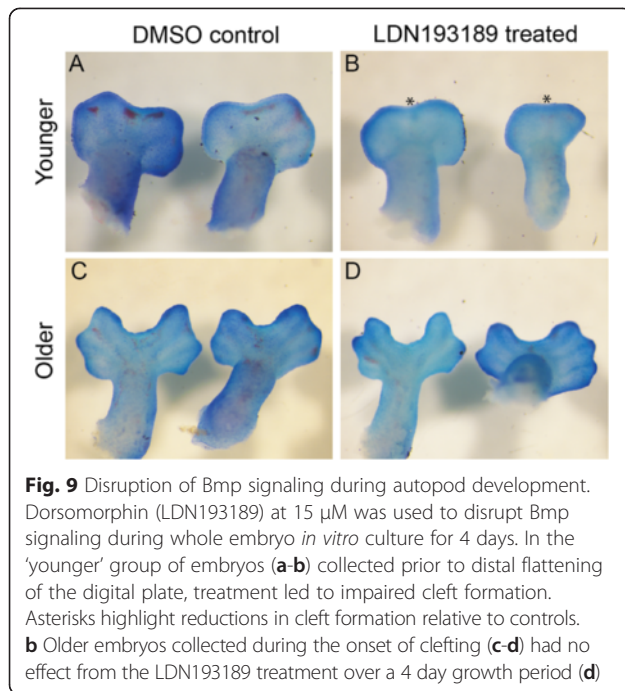 DMSO control
LDN193189 treated
Younger
A
B
* *
Older
C
D
Fig. 9 Disruption of Bmp signaling during autopod development.
Dorsomorphin (LDN193189) at 15 µM was used to disrupt Bmp
signaling during whole embryo in vitro culture for 4 days. In the
‘younger’ group of embryos (a-b) collected prior to distal flattening
of the digital plate, treatment led to impaired cleft formation.
Asterisks highlight reductions in cleft formation relative to controls.
b Older embryos collected during the onset of clefting (c-d) had no
effect from the LDN193189 treatment over a 4 day growth period (d)